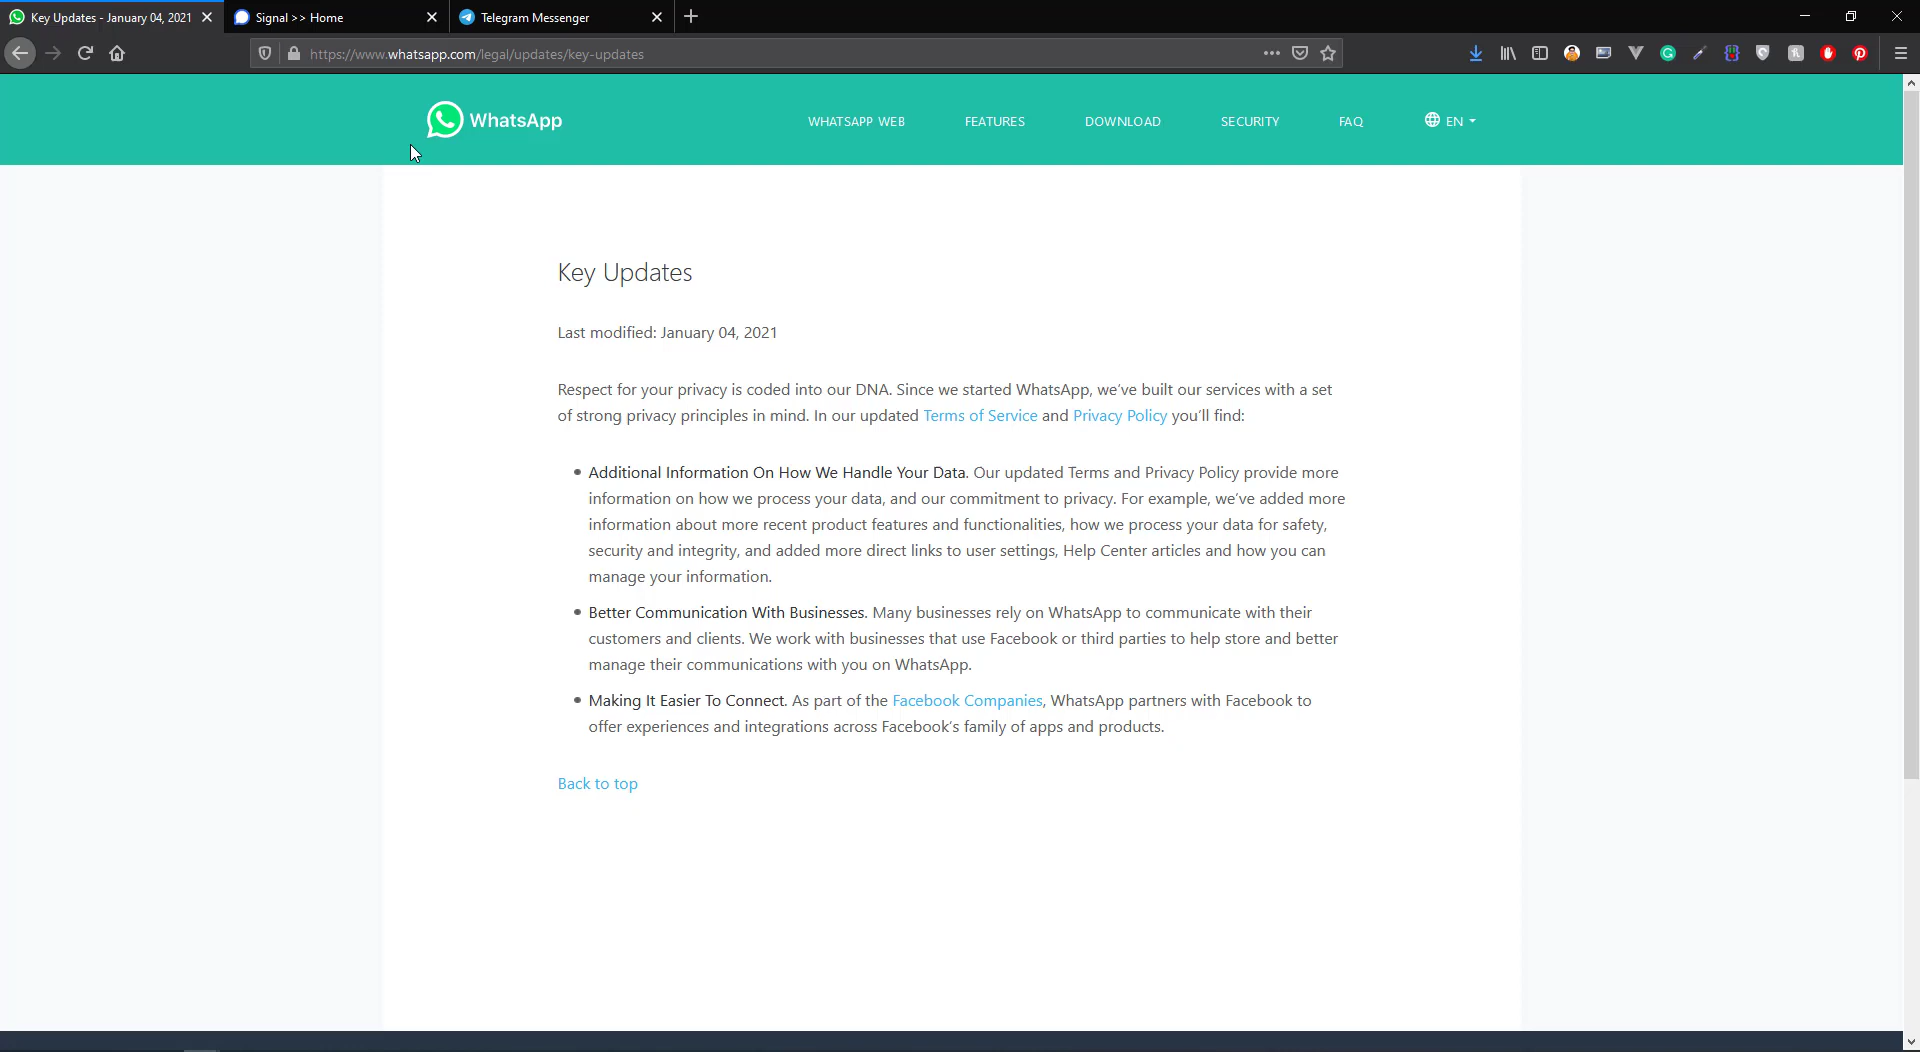 Key Updates - January 04, 2021
Signal >> Home
Telegram Messenger
https://www.whatsapp.com/legal/updates/key-updates
WhatsApp
WHATSAPP WEB
FEATURES
DOWNLOAD
SECURITY
FAQ
EN
Key Updates
Last modified: January 04, 2021
Respect for your privacy is coded into our DNA. Since we started WhatsApp, we’ve built our services with a set
of strong privacy principles in mind. In our updated Terms of Service and Privacy Policy you’ll find:
• Additional Information On How We Handle Your Data. Our updated Terms and Privacy Policy provide more
information on how we process your data, and our commitment to privacy. For example, we’ve added more
information about more recent product features and functionalities, how we process your data for safety,
security and integrity, and added more direct links to user settings, Help Center articles and how you can
manage your information.
• Better Communication With Businesses. Many businesses rely on WhatsApp to communicate with their
customers and clients. We work with businesses that use Facebook or third parties to help store and better
manage their communications with you on WhatsApp.
• Making It Easier To Connect. As part of the Facebook Companies, WhatsApp partners with Facebook to
offer experiences and integrations across Facebook’s family of apps and products.
Back to top